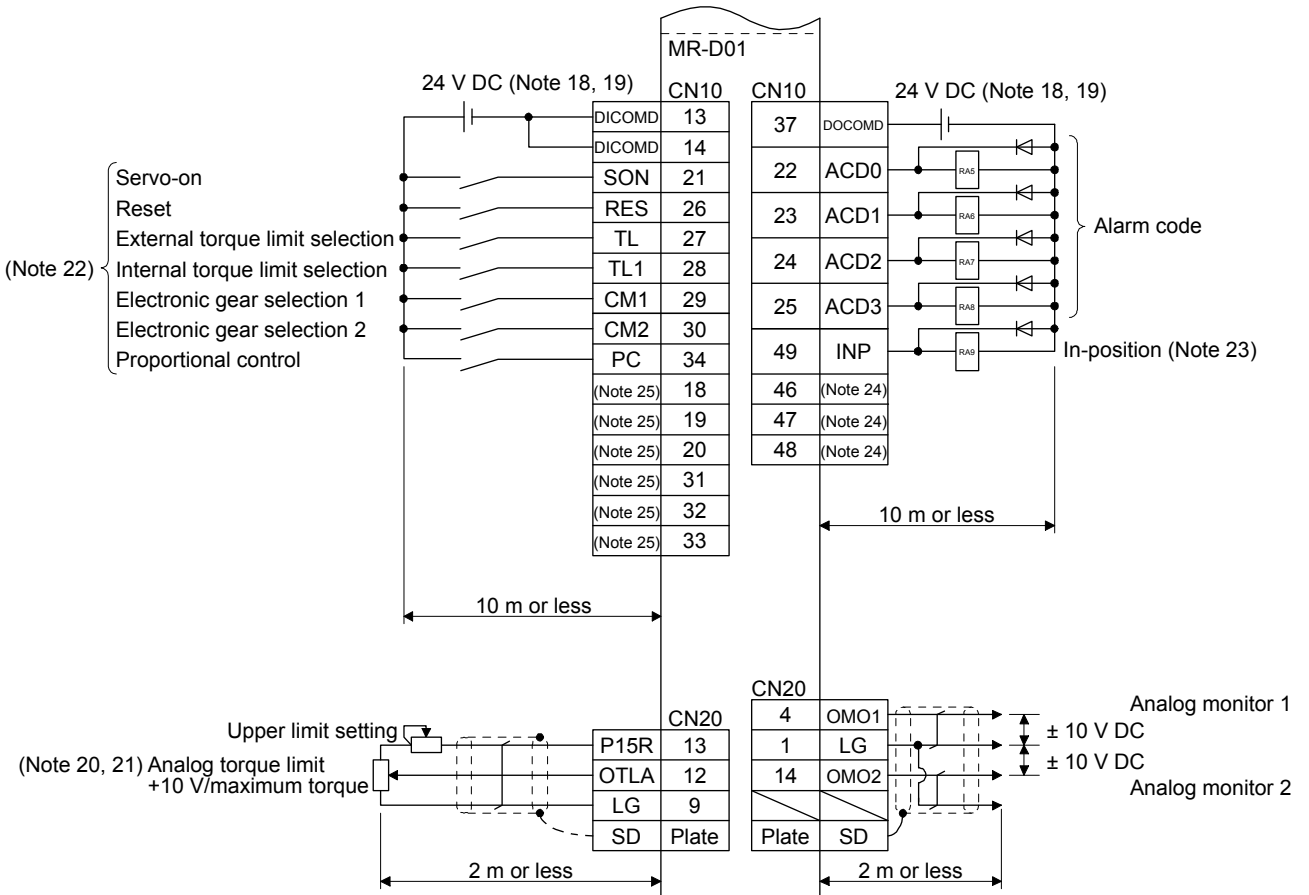 MR-D01
24 V DC (Note 18, 19)
CN10
DICOMD 13
DICOMD 14
Servo-on SON 21
Reset RES 26
External torque limit selection TL 27
(Note 22) Internal torque limit selection TL1 28
Electronic gear selection 1 CM1 29
Electronic gear selection 2 CM2 30
Proportional control PC 34
(Note 25) 18
(Note 25) 19
(Note 25) 20
(Note 25) 31
(Note 25) 32
(Note 25) 33
10 m or less
CN10
24 V DC (Note 18, 19)
37 DOCOMD
22 ACD0 RA5
23 ACD1 RA6
24 ACD2 RA7
25 ACD3 RA8
Alarm code
49 INP RA9 In-position (Note 23)
46 (Note 24)
47 (Note 24)
48 (Note 24)
10 m or less
CN20
Upper limit setting
P15R 13
(Note 20, 21) Analog torque limit
+10 V/maximum torque
OTLA 12
LG 9
SD Plate
2 m or less
CN20
4 OMO1 Analog monitor 1
± 10 V DC
1 LG
± 10 V DC
14 OMO2 Analog monitor 2
Plate SD
2 m or less